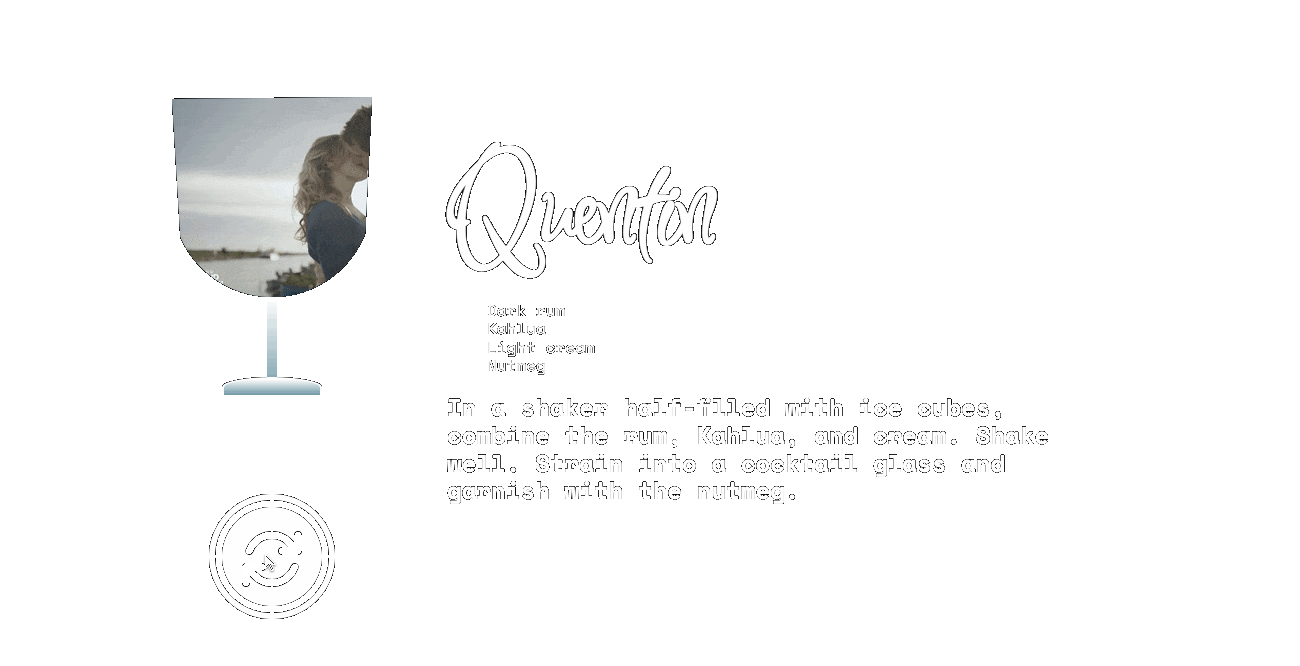 Quentin
Dark rum
Kahlua
Light cream
Nutmeg
In a shaker half-filled with ice cubes,
combine the rum, Kahlua, and cream. Shake
well. Strain into a cocktail glass and
garnish with the nutmeg.